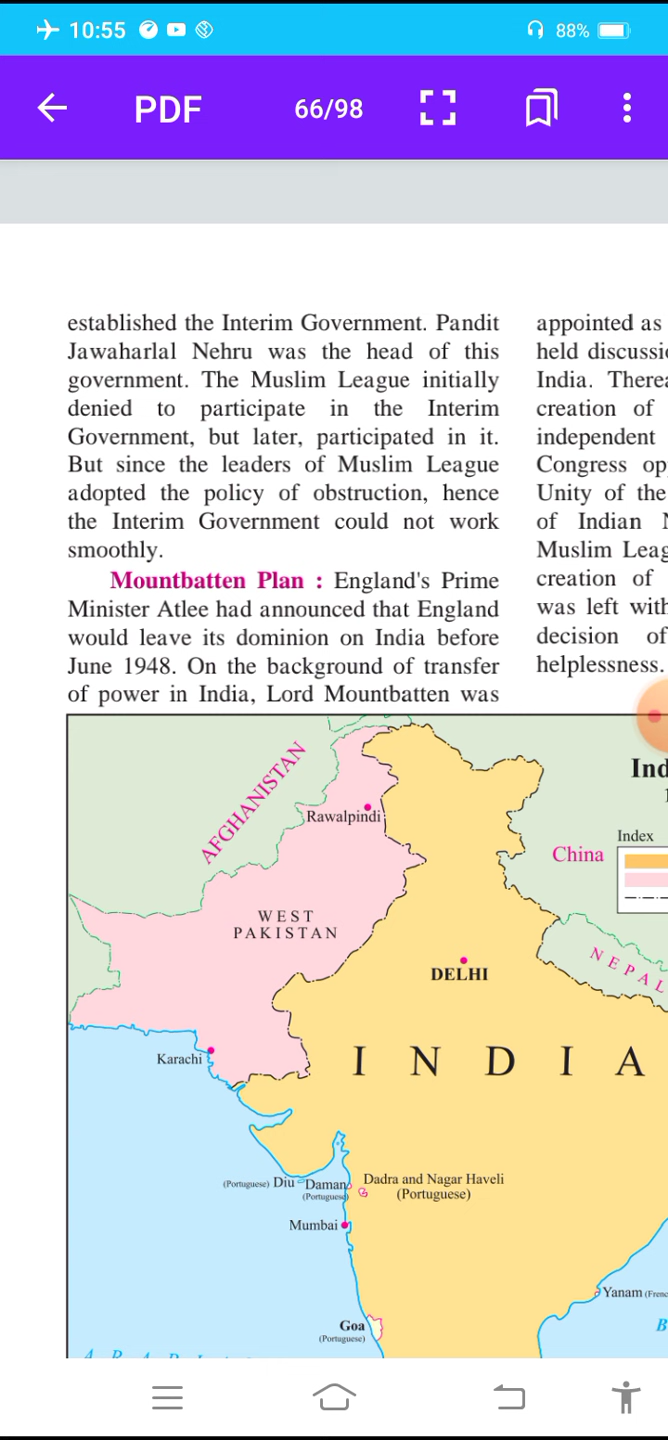 10:55
88%
PDF
66/98
established the Interim Government. Pandit
Jawaharlal Nehru was the head of this
government. The Muslim League initially
denied to participate in the Interim
Government, but later, participated in it.
But since the leaders of Muslim League
adopted the policy of obstruction, hence
the Interim Government could not work
smoothly.
Mountbatten Plan : England's Prime
Minister Atlee had announced that England
would leave its dominion on India before
June 1948. On the background of transfer
of power in India, Lord Mountbatten was
appointed as
held discussi
India. Therea
creation of
independent
Congress op
Unity of the
of Indian N
Muslim Leag
creation of
was left with
decision of
helplessness.
Ind
1
Index
AFGHANISTAN
Rawalpindi
China
WEST
PAKISTAN
NEPAL
DELHI
Karachi
INDIA
(Portuguese) Diu
Daman
(Portuguese)
Dadra and Nagar Haveli
(Portuguese)
Mumbai
Yanam (Frenc
B
Goa
(Portuguese)